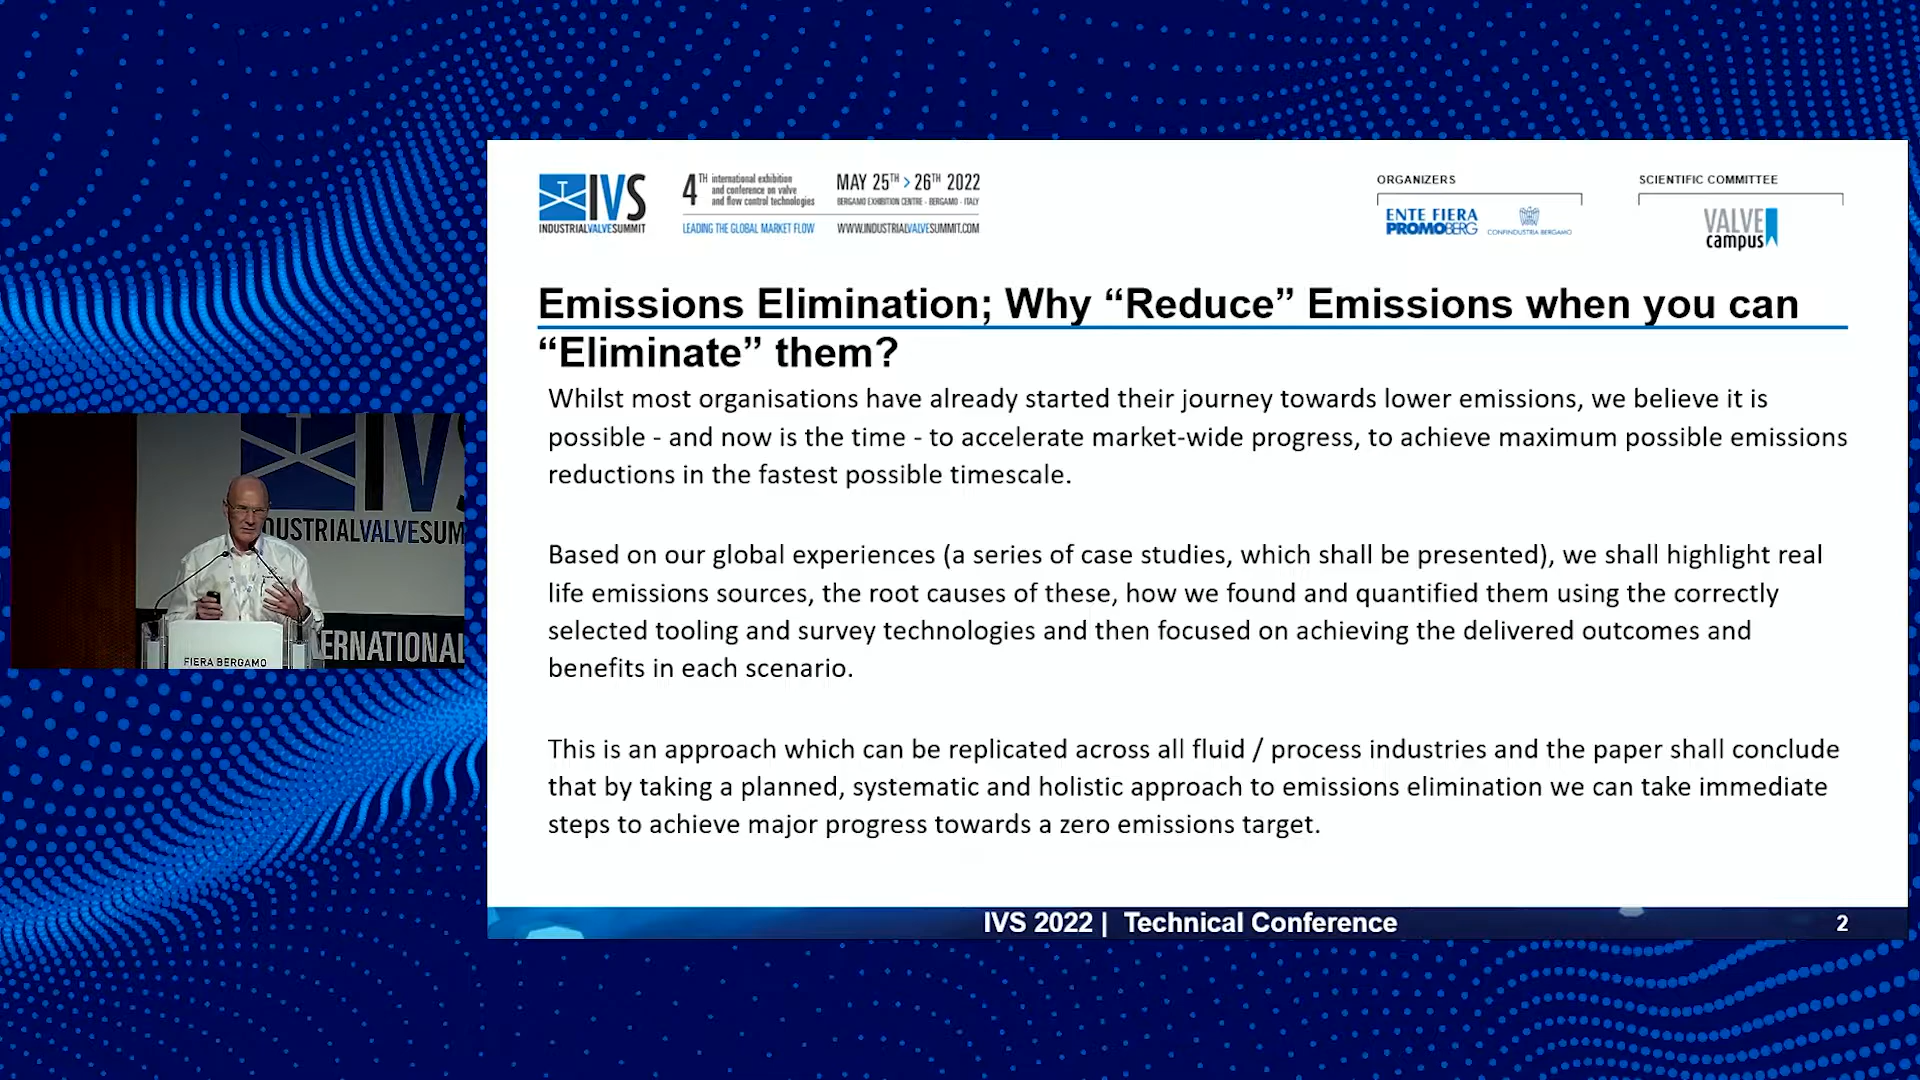 IVS
INDUSTRIALVALVESUMMIT
4TH international exhibition
and conference on valve
and flow control technologies
LEADING THE GLOBAL MARKET FLOW
MAY 25TH > 26TH 2022
BERGAMO EXHIBITION CENTRE - BERGAMO - ITALY
WWW.INDUSTRIALVALVESUMMIT.COM
ORGANIZERS
ENTE FIERA
PROMOBERG
CONFINDUSTRIA BERGAMO
SCIENTIFIC COMMITTEE
VALVE
campus
Emissions Elimination; Why “Reduce” Emissions when you can
“Eliminate” them?
Whilst most organisations have already started their journey towards lower emissions, we believe it is
possible - and now is the time - to accelerate market-wide progress, to achieve maximum possible emissions
reductions in the fastest possible timescale.
Based on our global experiences (a series of case studies, which shall be presented), we shall highlight real
life emissions sources, the root causes of these, how we found and quantified them using the correctly
selected tooling and survey technologies and then focused on achieving the delivered outcomes and
benefits in each scenario.
This is an approach which can be replicated across all fluid / process industries and the paper shall conclude
that by taking a planned, systematic and holistic approach to emissions elimination we can take immediate
steps to achieve major progress towards a zero emissions target.
IVS 2022 | Technical Conference
2
IVS
DUSTRIALVALVESUM
ERNATIONAL
FIERA BERGAMO